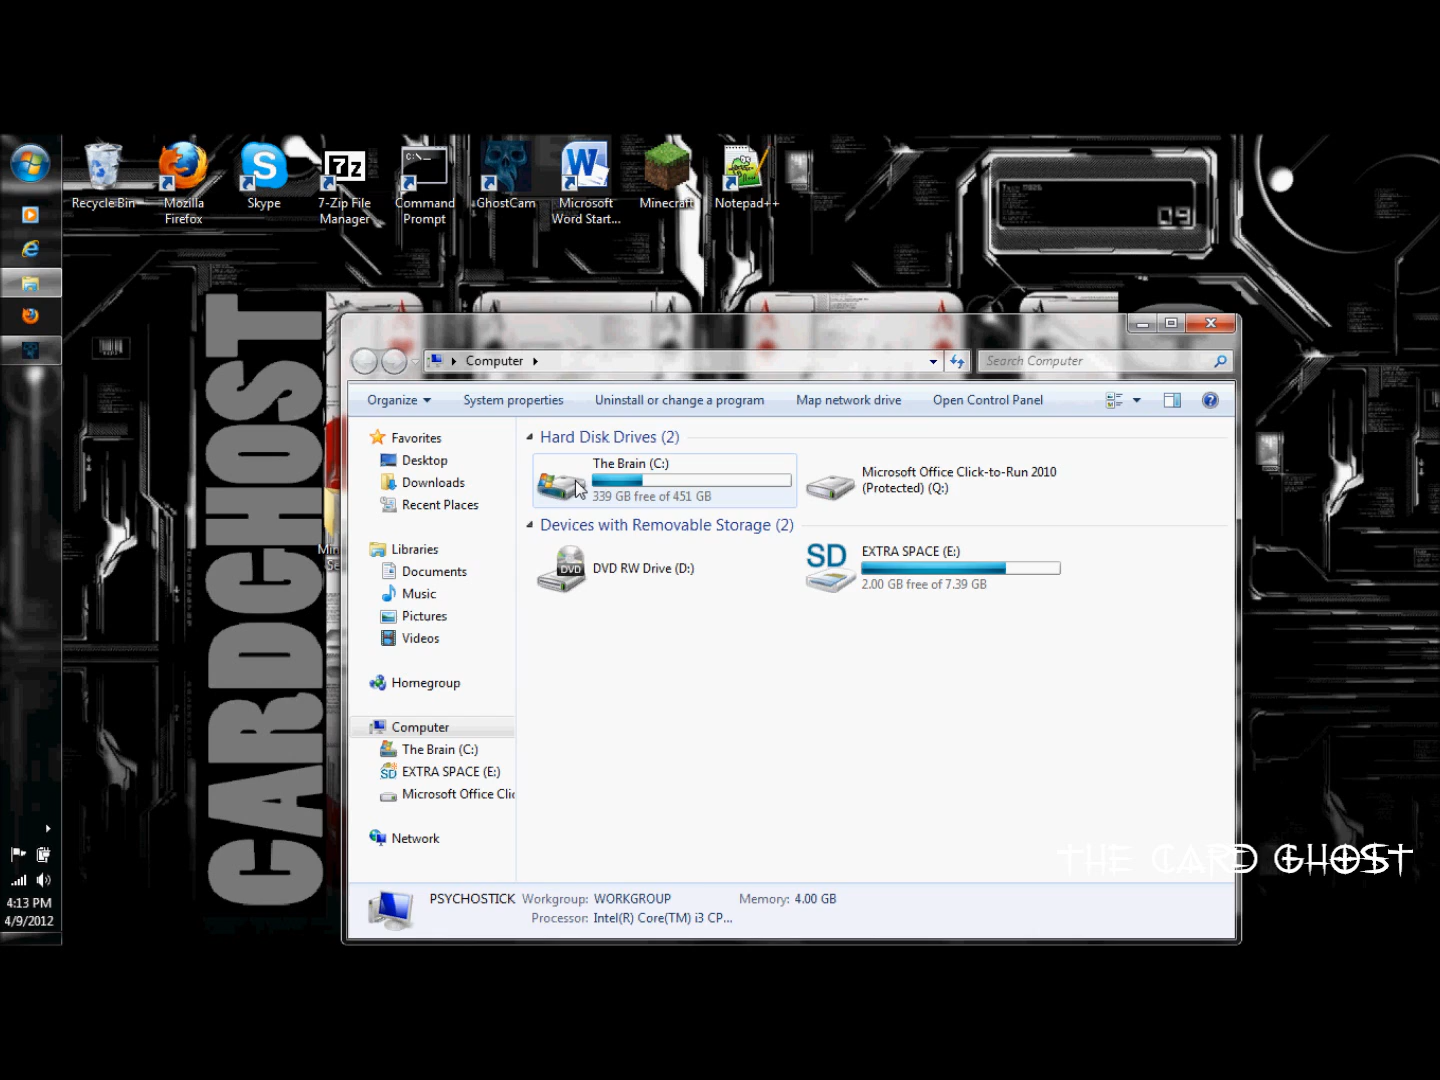 Recycle Bin
Mozilla
Firefox
Skype
7-Zip File
Manager
Command
Prompt
GhostCam
Microsoft
Word Start...
Minecraft
Notepad++
09
CARDGHOST
Computer
Search Computer
Organize
System properties
Uninstall or change a program
Map network drive
Open Control Panel
Favorites
Desktop
Downloads
Recent Places
Libraries
Documents
Music
Pictures
Videos
Homegroup
Computer
The Brain (C:)
EXTRA SPACE (E:)
Microsoft Office Clic
Network
Hard Disk Drives (2)
The Brain (C:)
339 GB free of 451 GB
Microsoft Office Click-to-Run 2010
(Protected) (Q:)
Devices with Removable Storage (2)
DVD RW Drive (D:)
SD
EXTRA SPACE (E:)
2.00 GB free of 7.39 GB
THE CARD GHOST
PSYCHOSTICK Workgroup: WORKGROUP Memory: 4.00 GB
Processor: Intel(R) Core(TM) i3 CP...
4:13 PM
4/9/2012